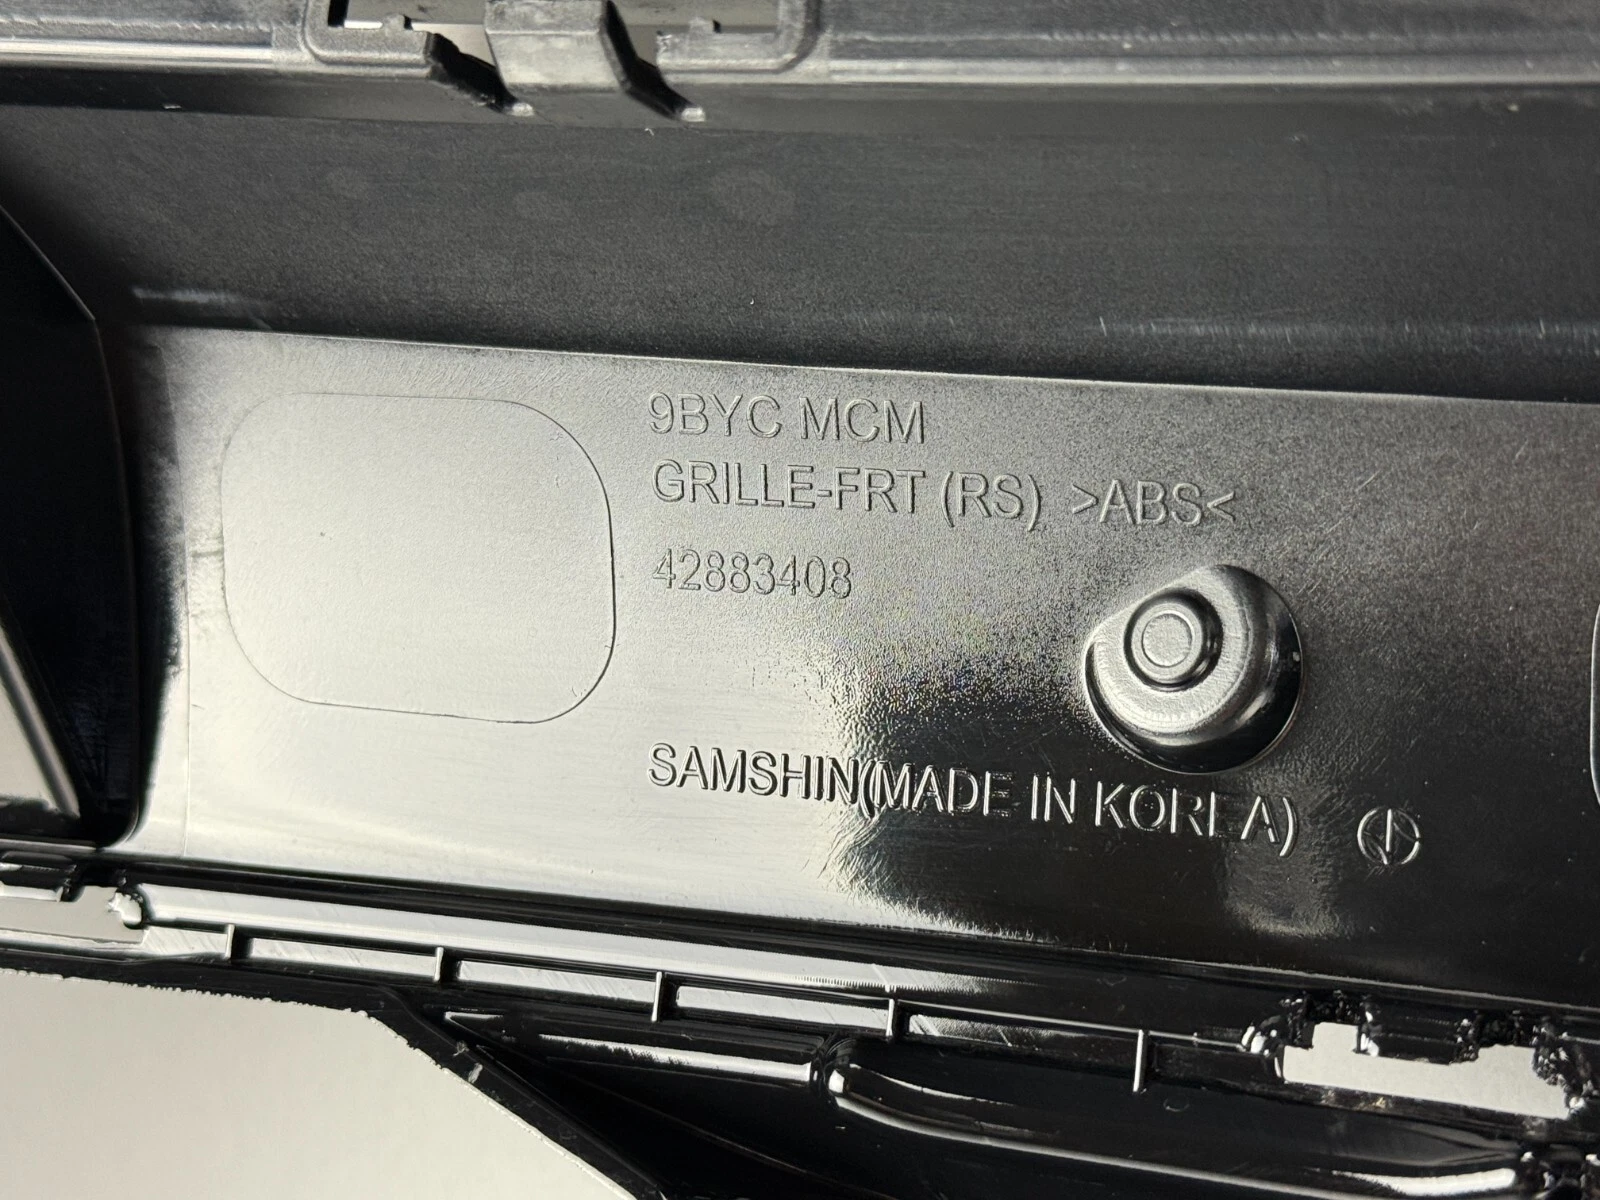 9BYC MCM
GRILLE-FRT (RS) >ABS<
42883408
SAMSHIN(MADE IN KOREA)